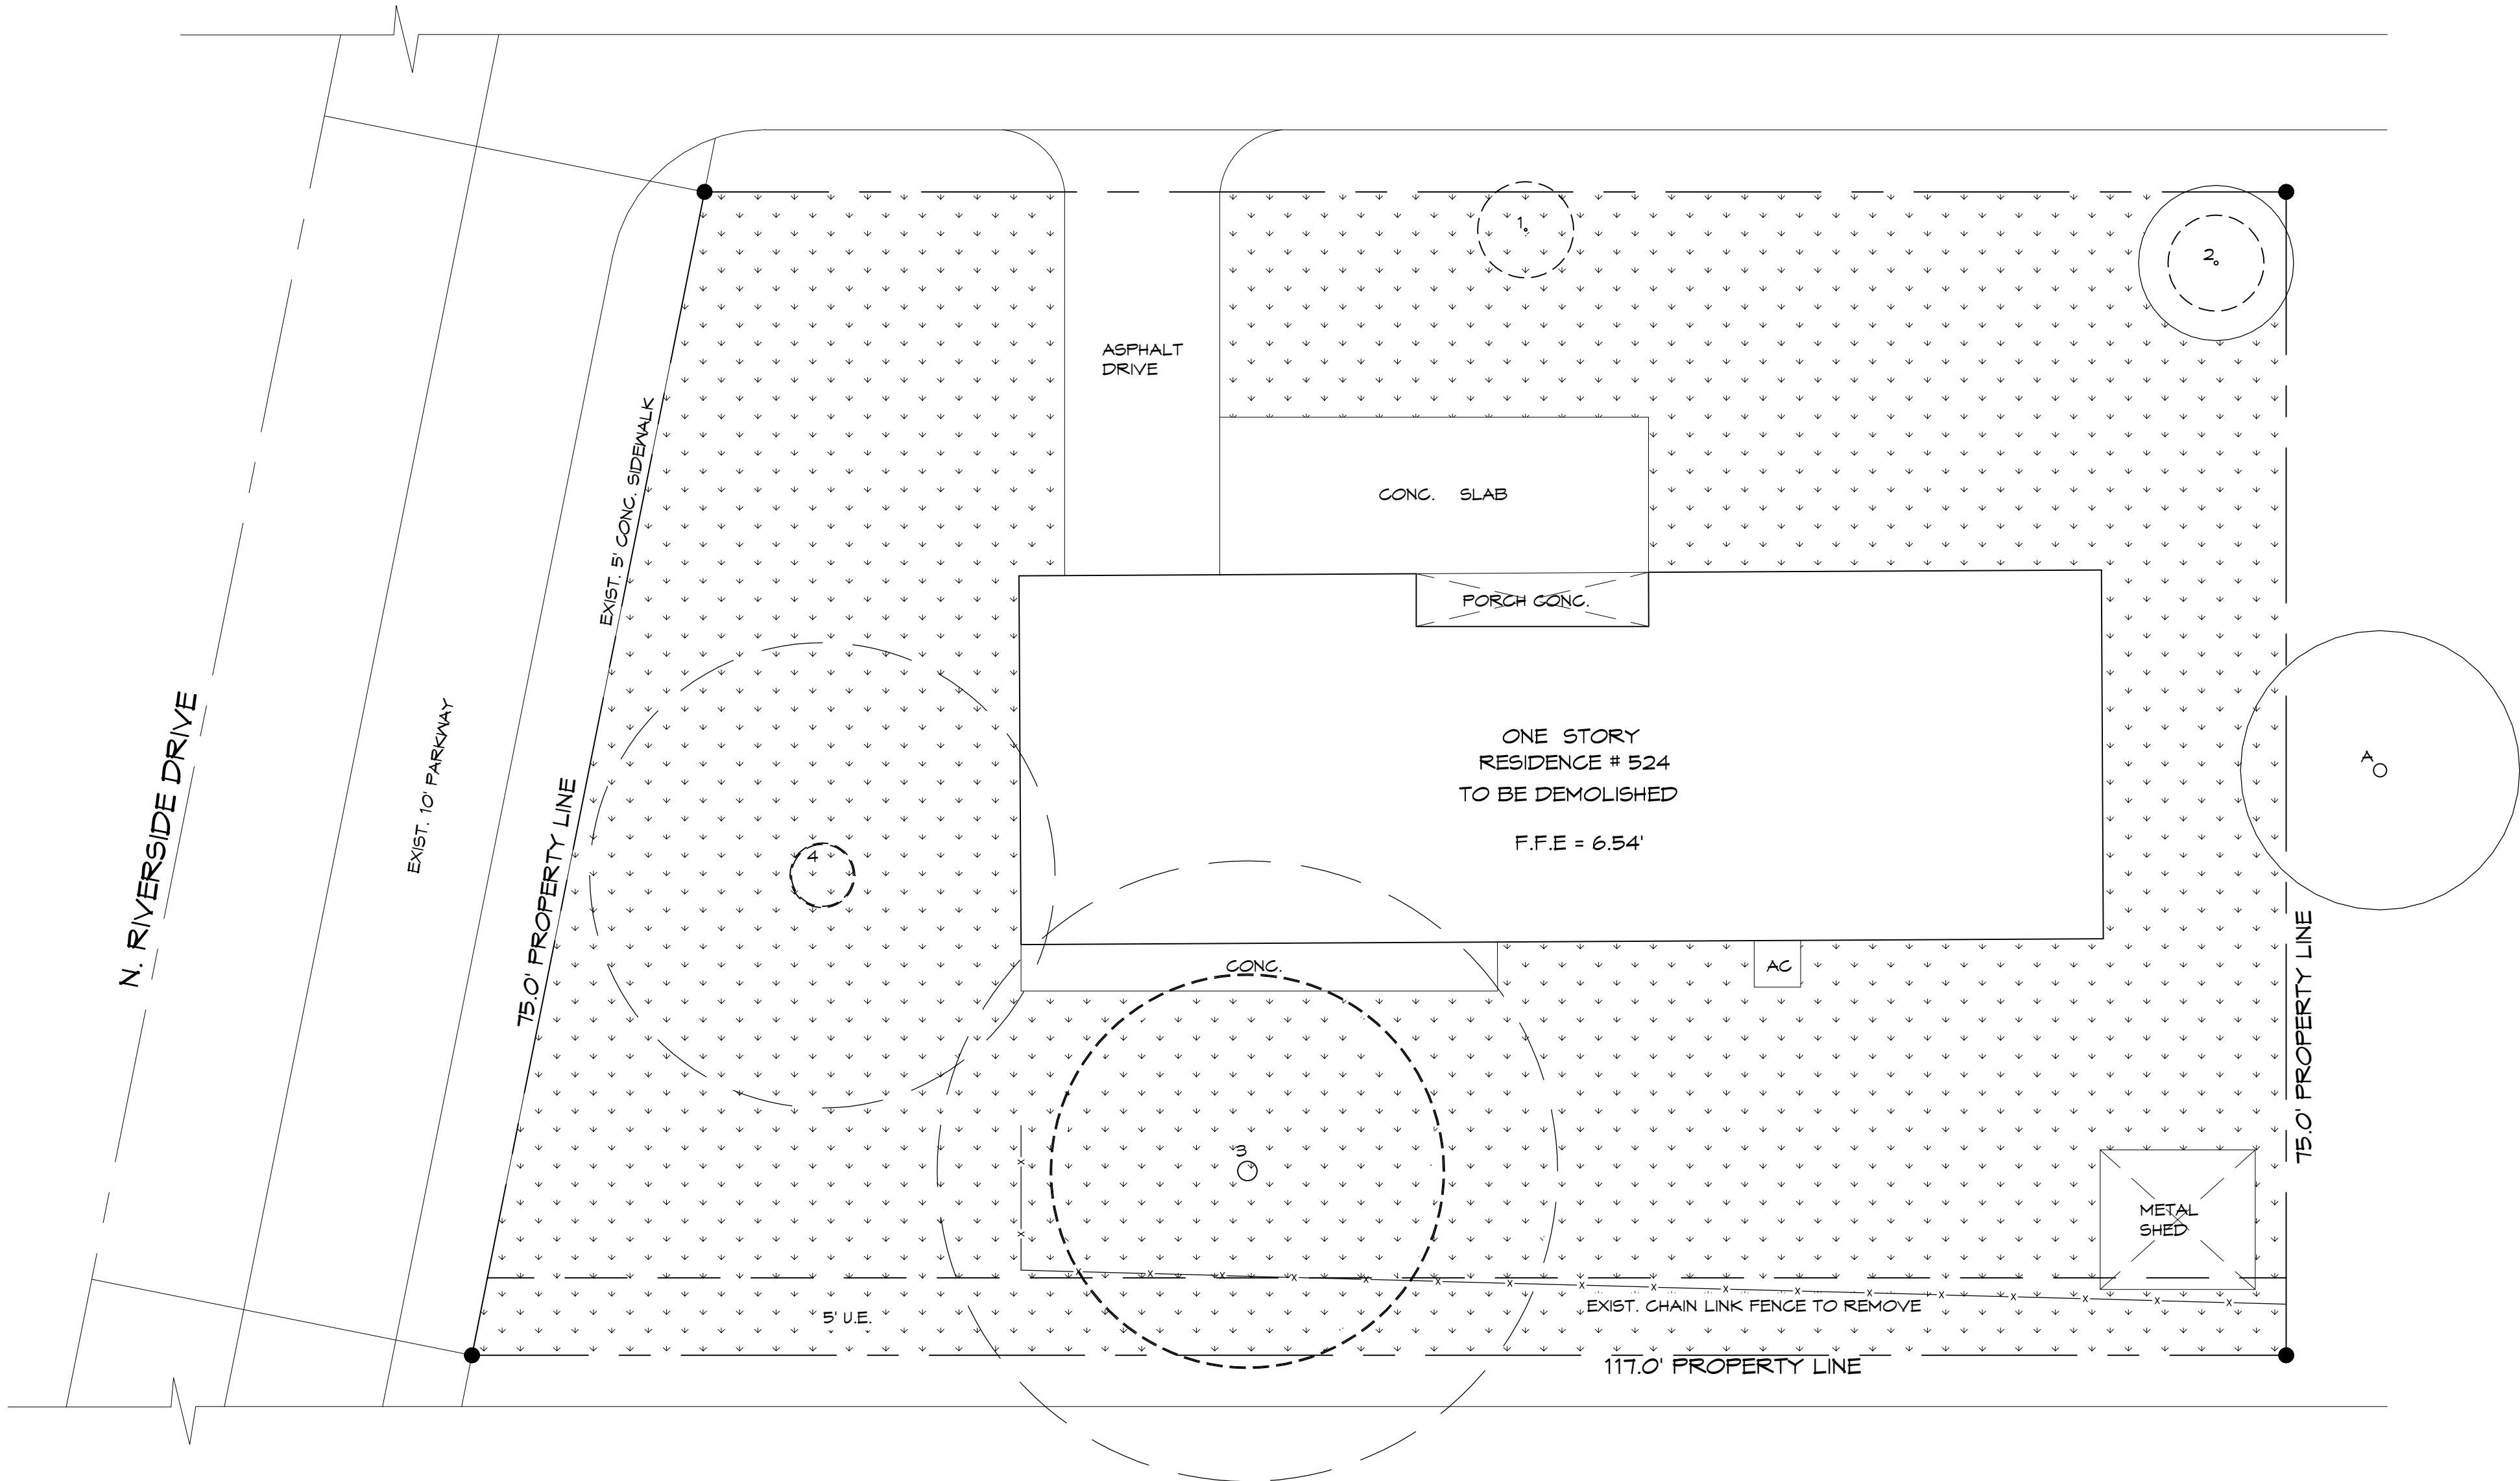 1
2
ASPHALT
DRIVE
EXIST. 5' CONC. SIDEWALK
CONC. SLAB
PORCH CONC.
N. RIVERSIDE DRIVE
EXIST. 10' PARKWAY
75.0' PROPERTY LINE
ONE STORY
RESIDENCE # 524
TO BE DEMOLISHED
F.F.E = 6.54'
A
4
CONC.
AC
75.0' PROPERTY LINE
3
METAL
SHED
5' U.E.
EXIST. CHAIN LINK FENCE TO REMOVE
117.0' PROPERTY LINE